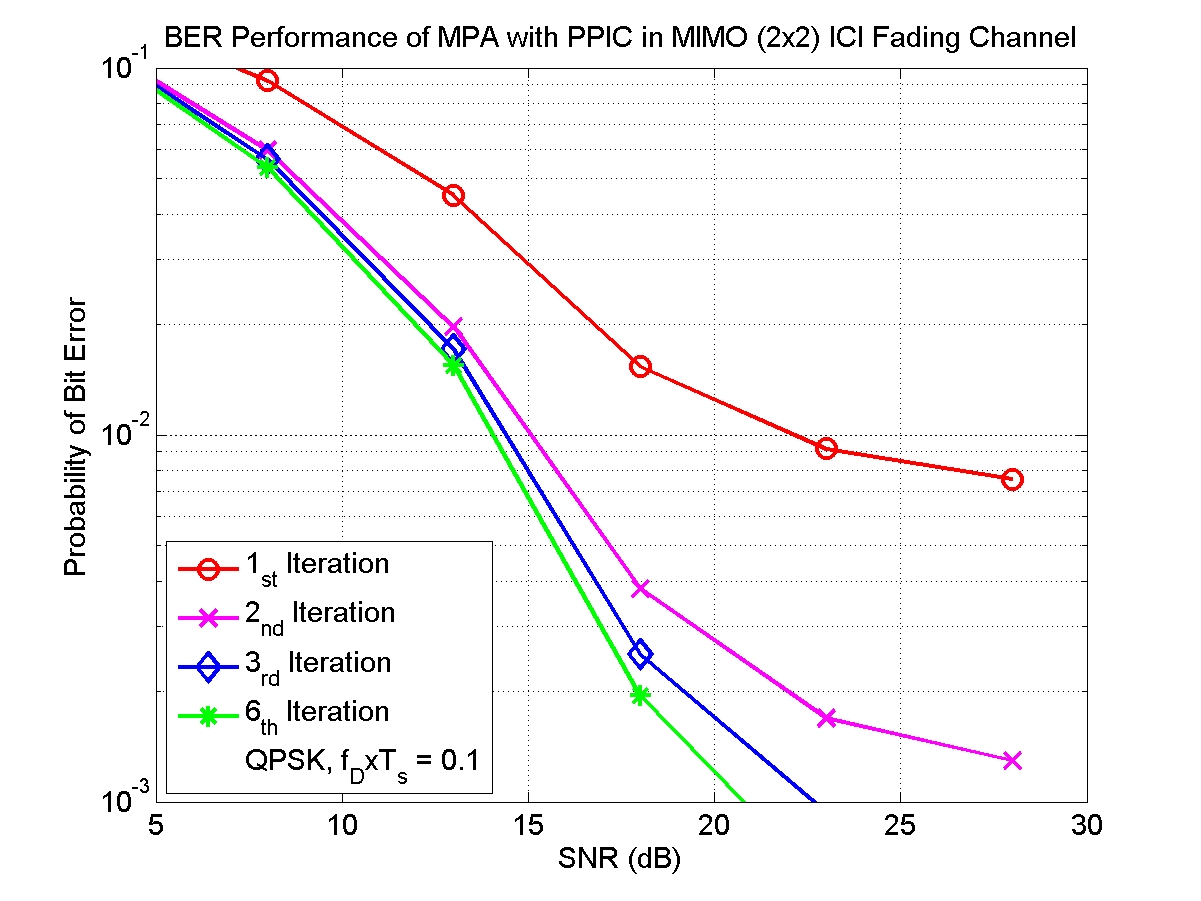 BER Performance of MPA with PPIC in MIMO (2x2) ICI Fading Channel
10-1
10-2
10-3
Probability of Bit Error
1st Iteration
2nd Iteration
3rd Iteration
6th Iteration
QPSK, fDxTs = 0.1
5 10 15 20 25 30
SNR (dB)